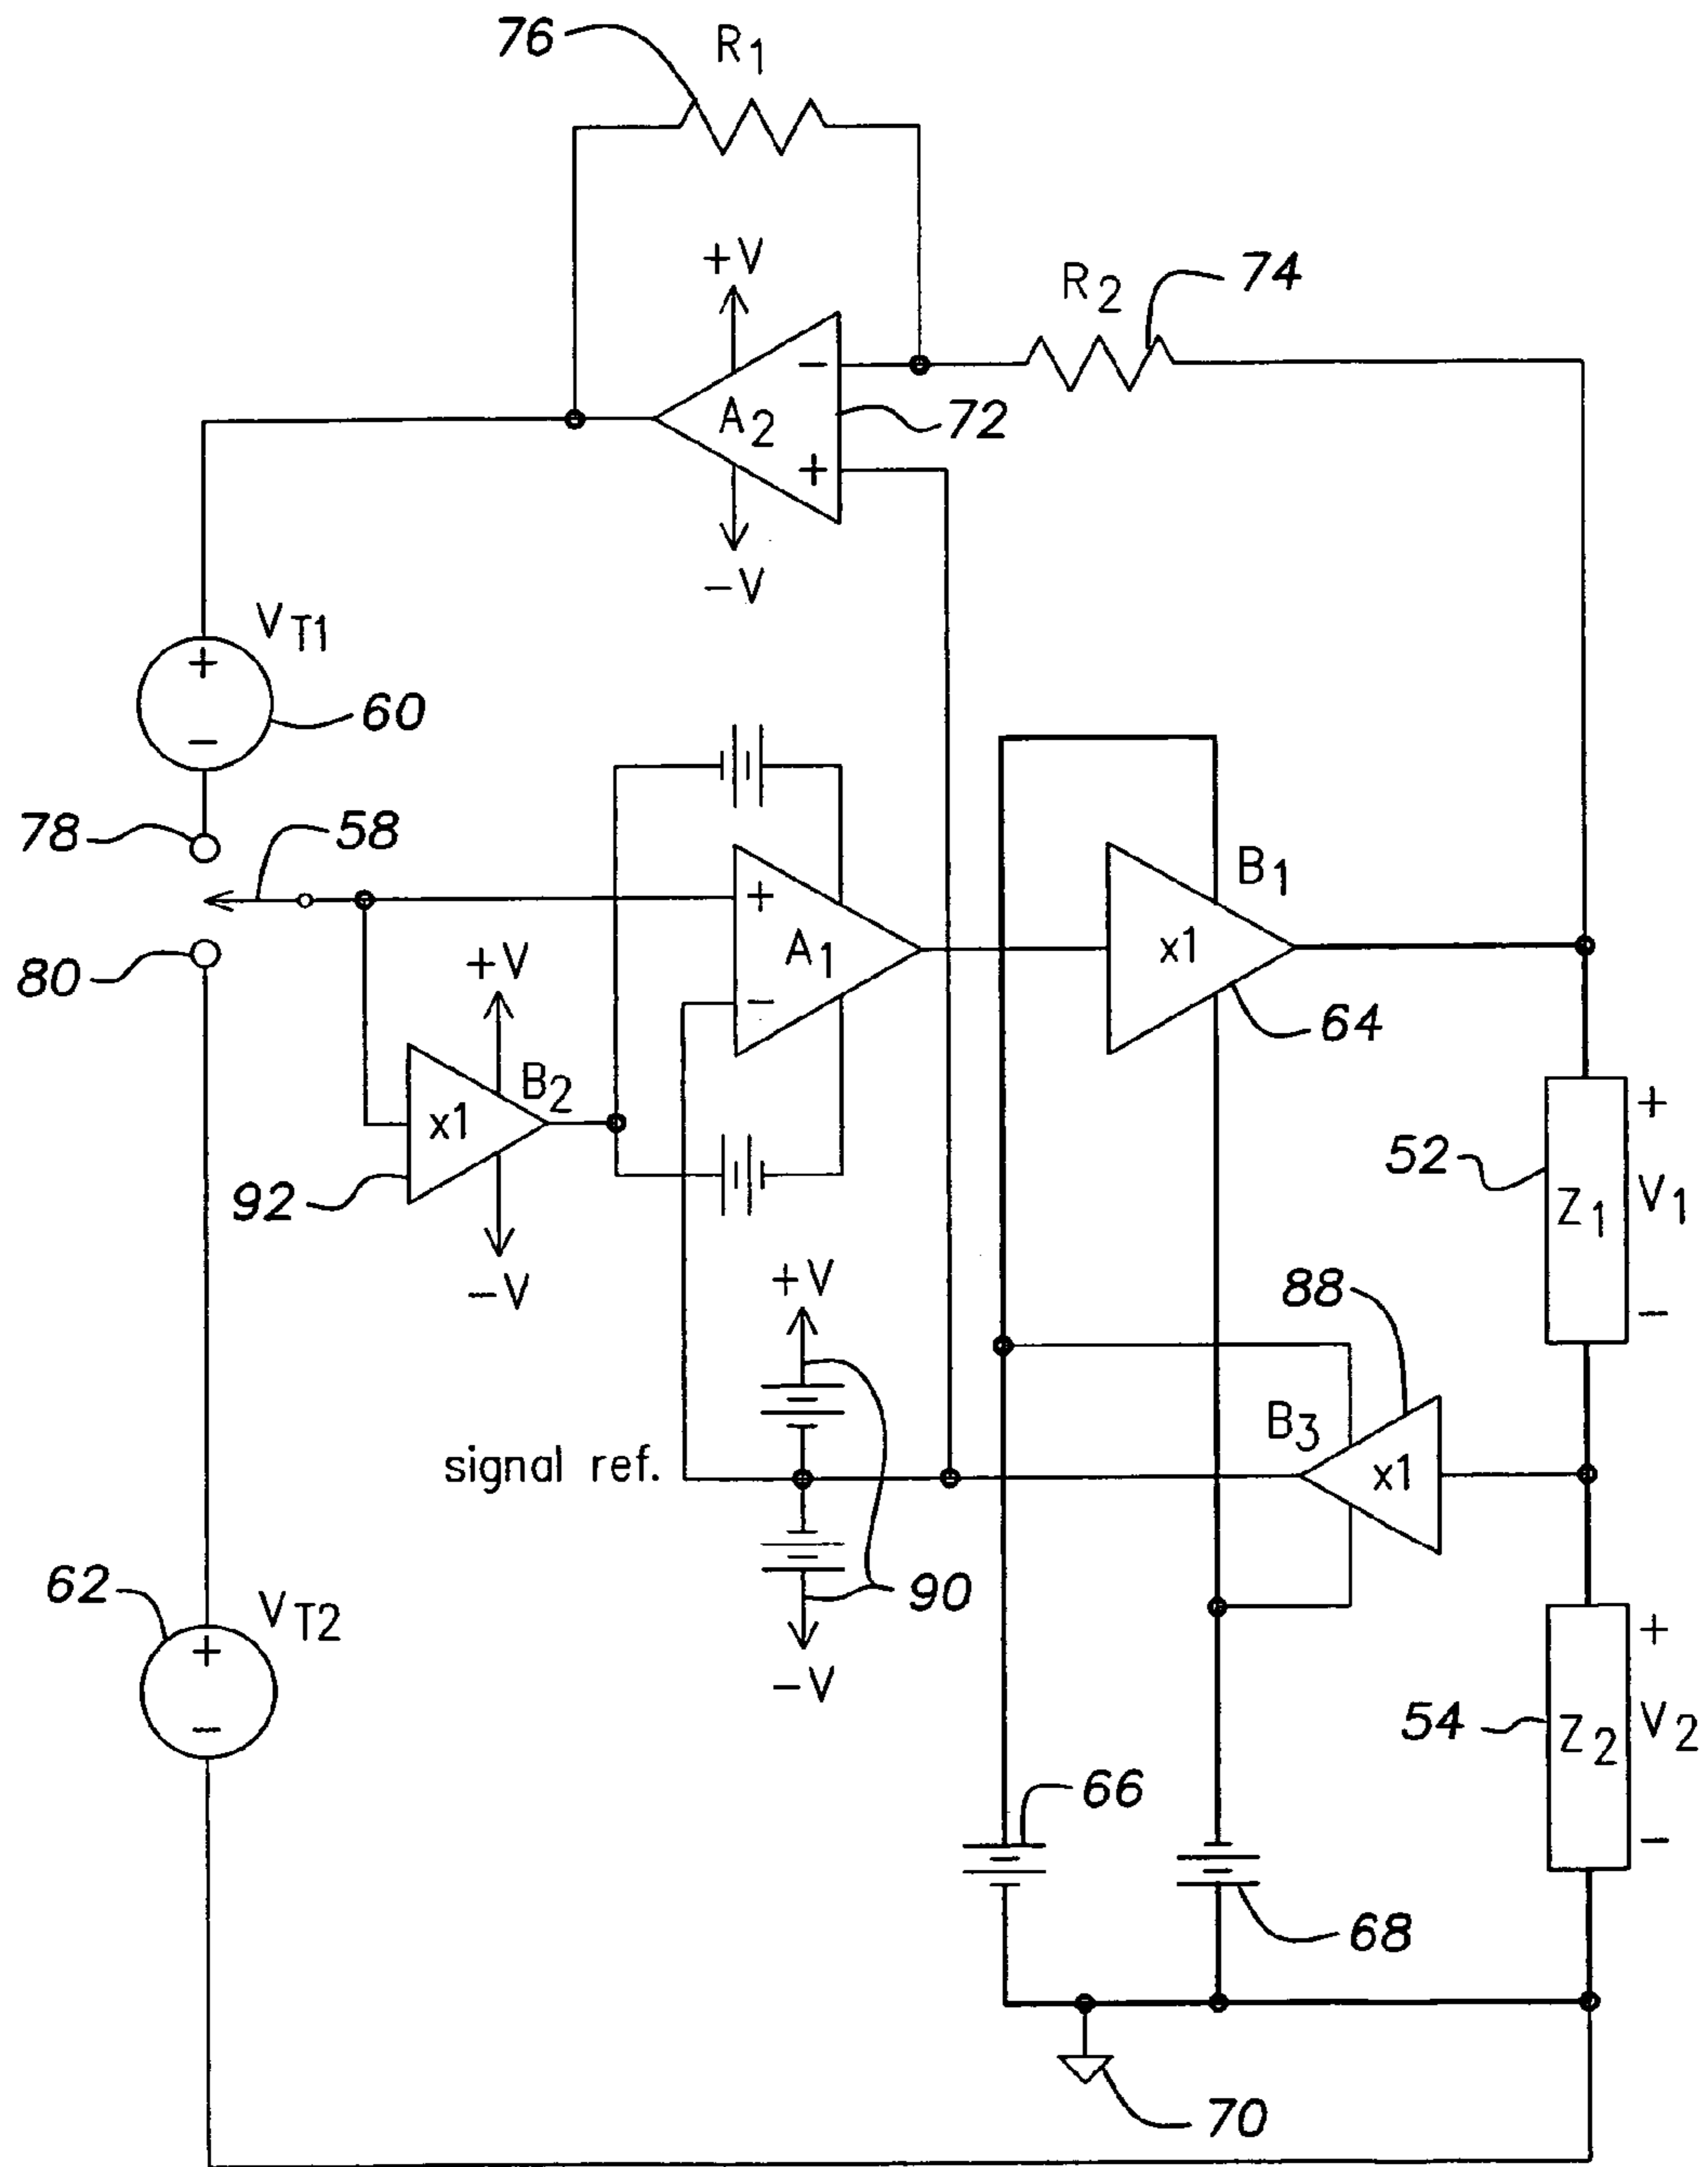 76
R1
+V
R2
74
−
A2
72
+
−V
VT1
+
60
−
78
58
+
B1
A1
x1
80
+V
−
64
B2
x1
+
52
Z1
V1
92
−V
+V
88
−
B3
signal ref.
x1
62
VT2
90
+
+
−V
54
Z2
V2
−
66
−
68
70